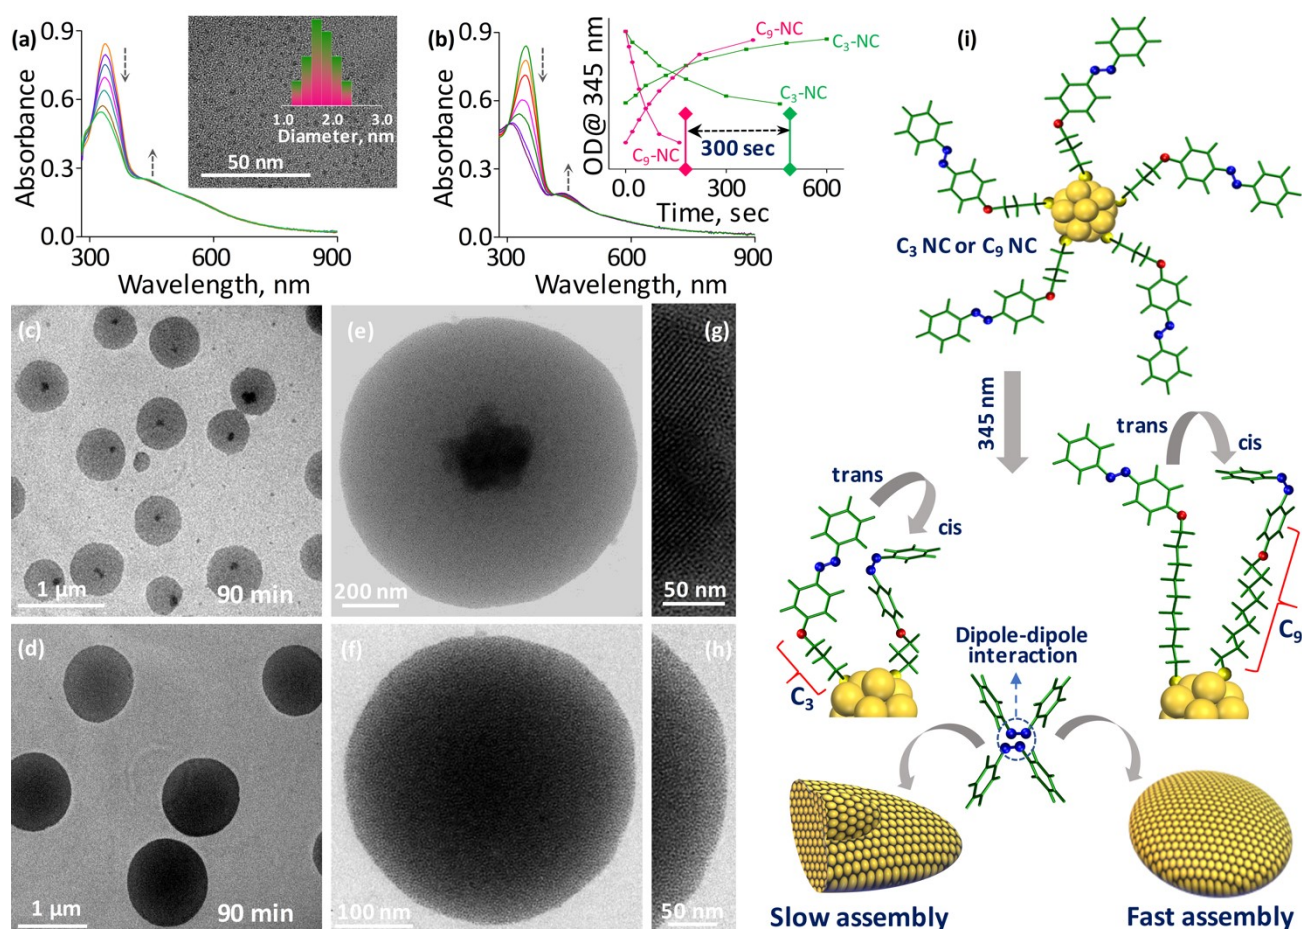 (a)
0.9
0.6
0.3
0.0
Absorbance
300
600
900
Wavelength, nm
1.0
2.0
3.0
Diameter, nm
50 nm
(b)
0.9
0.6
0.3
0.0
Absorbance
300
600
900
Wavelength, nm
OD@ 345 nm
C₉-NC
C₃-NC
C₃-NC
C₉-NC
300 sec
0.0
300
600
Time, sec
(c)
1 µm
90 min
(d)
1 µm
90 min
(e)
200 nm
(f)
100 nm
(g)
50 nm
(h)
50 nm
(i)
C₃ NC or C₉ NC
345 nm
trans
cis
C₃
trans
cis
C₉
Dipole-dipole
interaction
Slow assembly
Fast assembly